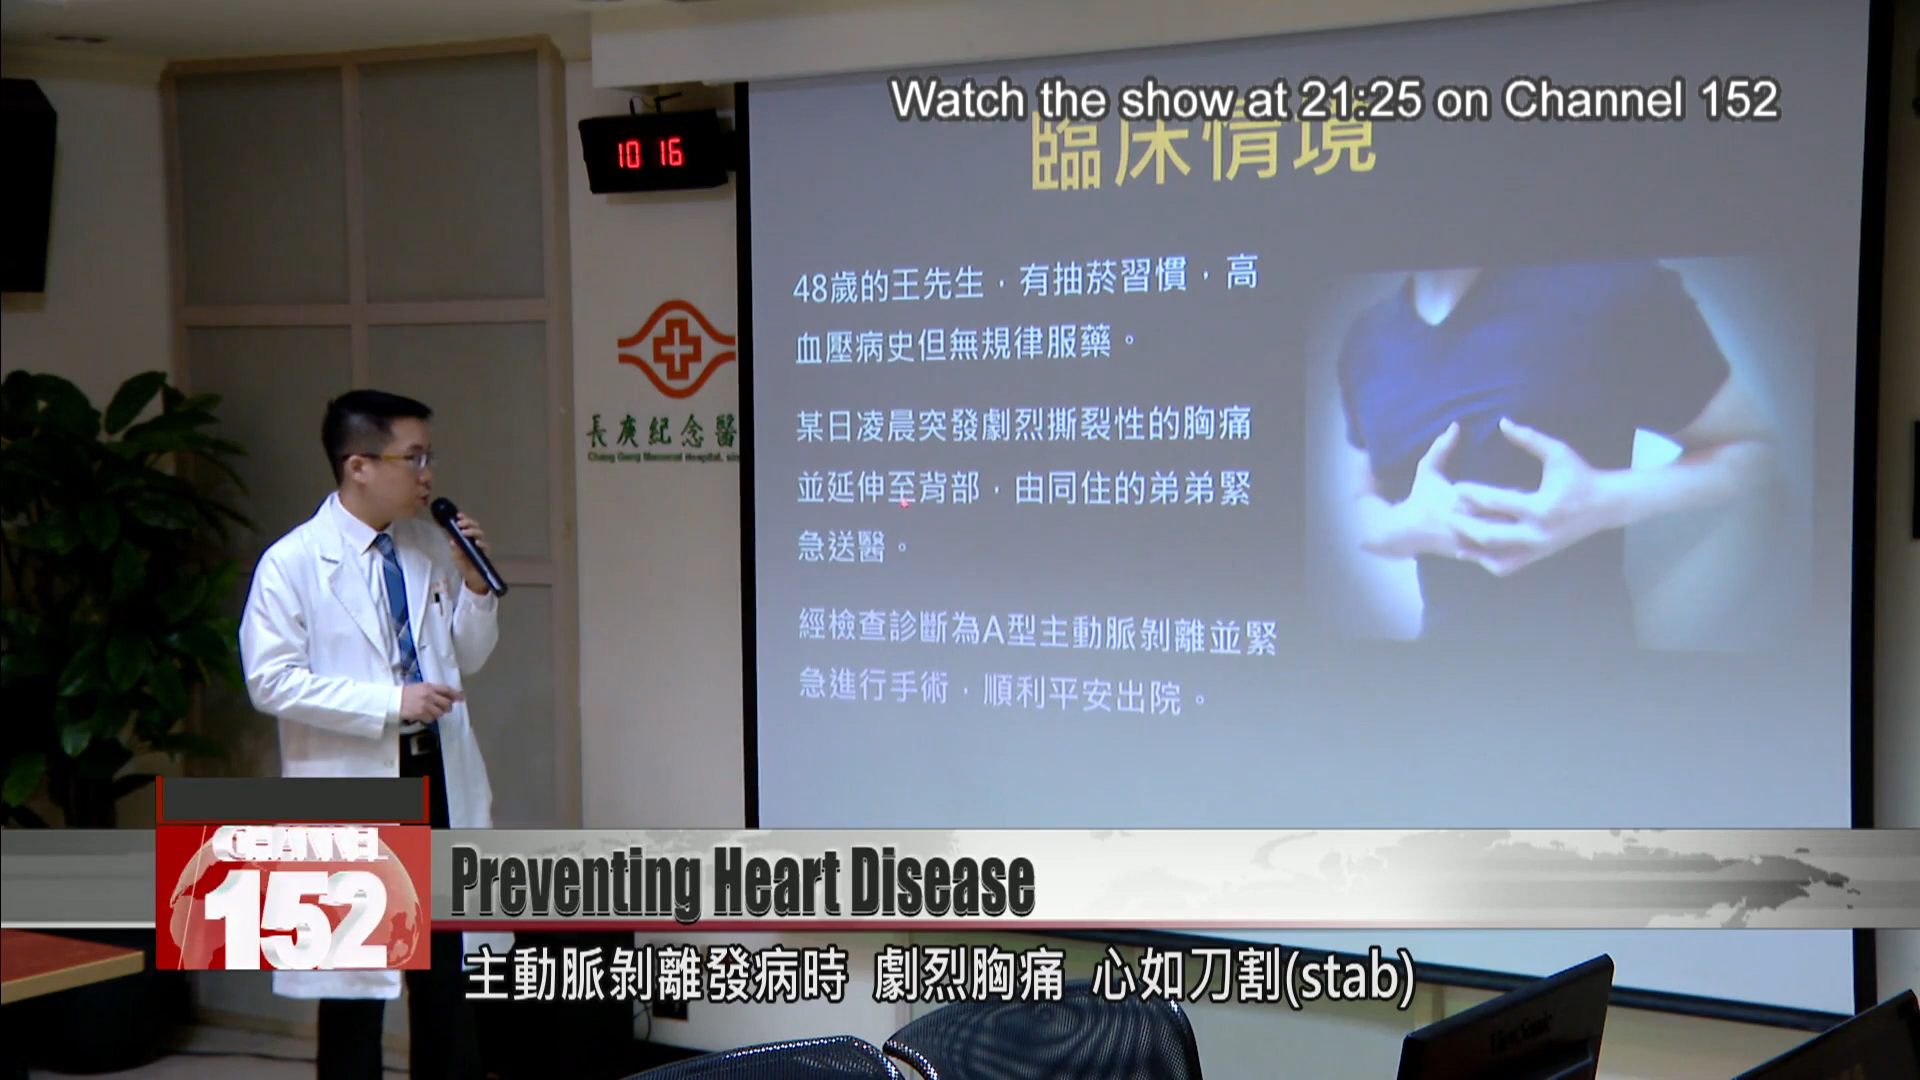 Watch the show at 21:25 on Channel 152
10 16
臨床情境
48歲的王先生，有抽菸習慣，高
血壓病史但無規律服藥。
某日凌晨突發劇烈撕裂性的胸痛
並延伸至背部，由同住的弟弟緊
急送醫。
經檢查診斷為A型主動脈剝離並緊
急進行手術，順利平安出院。
長庚紀念醫
Chang Gung Memorial Hospital,
CHANNEL
152
Preventing Heart Disease
主動脈剝離發病時 劇烈胸痛 心如刀割(stab)
ViewSonic